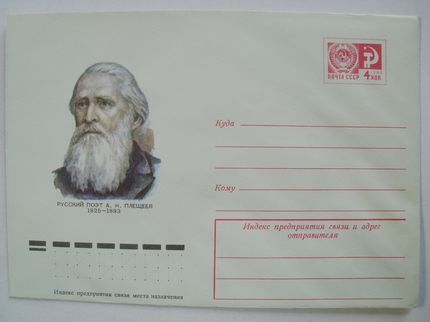 ПОЧТА СССР
4 КОП
РУССКИЙ ПОЭТ А. Н. ПЛЕЩЕЕВ
1825–1893
Куда
Кому
Индекс предприятия связи и адрес
отправителя
Индекс предприятия связи места назначения